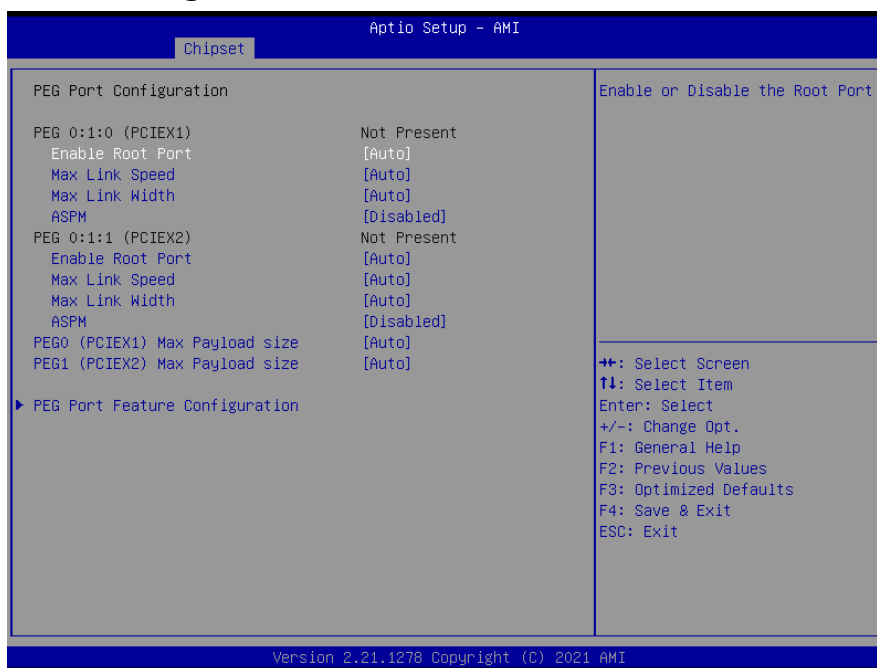 Aptio Setup – AMI
Chipset
PEG Port Configuration
PEG 0:1:0 (PCIEX1) Not Present
Enable Root Port [Auto]
Max Link Speed [Auto]
Max Link Width [Auto]
ASPM [Disabled]
PEG 0:1:1 (PCIEX2) Not Present
Enable Root Port [Auto]
Max Link Speed [Auto]
Max Link Width [Auto]
ASPM [Disabled]
PEG0 (PCIEX1) Max Payload size [Auto]
PEG1 (PCIEX2) Max Payload size [Auto]
▶ PEG Port Feature Configuration
Enable or Disable the Root Port
→←: Select Screen
↑↓: Select Item
Enter: Select
+/-: Change Opt.
F1: General Help
F2: Previous Values
F3: Optimized Defaults
F4: Save & Exit
ESC: Exit
Version 2.21.1278 Copyright (C) 2021 AMI